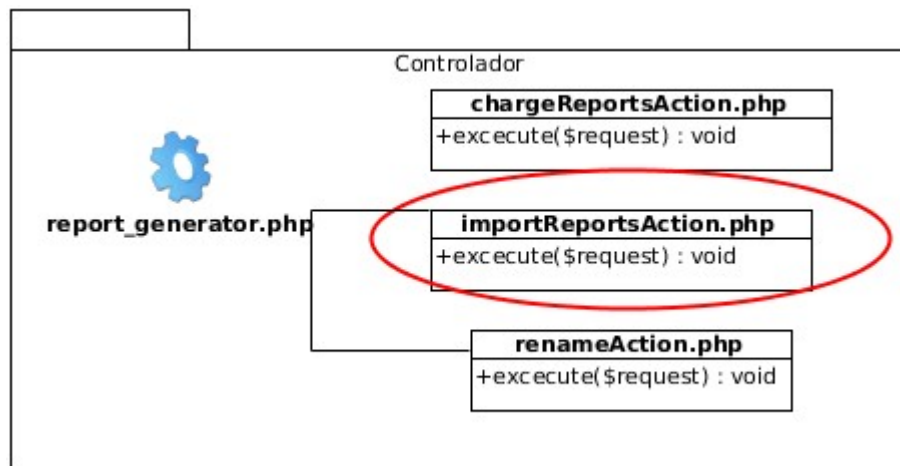 Controlador
chargeReportsAction.php
+excecute($request) : void
report_generator.php
importReportsAction.php
+excecute($request) : void
renameAction.php
+excecute($request) : void